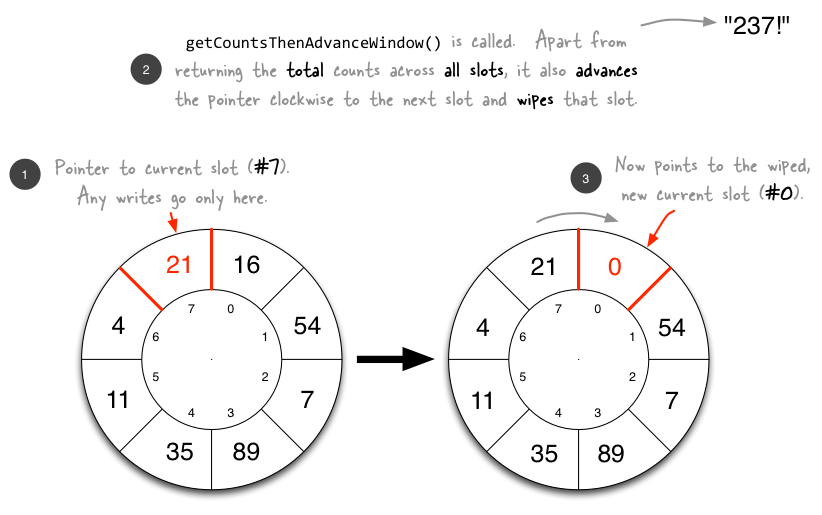 getCountsThenAdvanceWindow() is called. Apart from
"237!"
2
returning the total counts across all slots, it also advances
the pointer clockwise to the next slot and wipes that slot.
1
Pointer to current slot (#7).
Any writes go only here.
3
Now points to the wiped,
new current slot (#0).
21 16
4 54
11 7
35 89
7 0
6 1
5 2
4 3
21 0
4 54
11 7
35 89
7 0
6 1
5 2
4 3